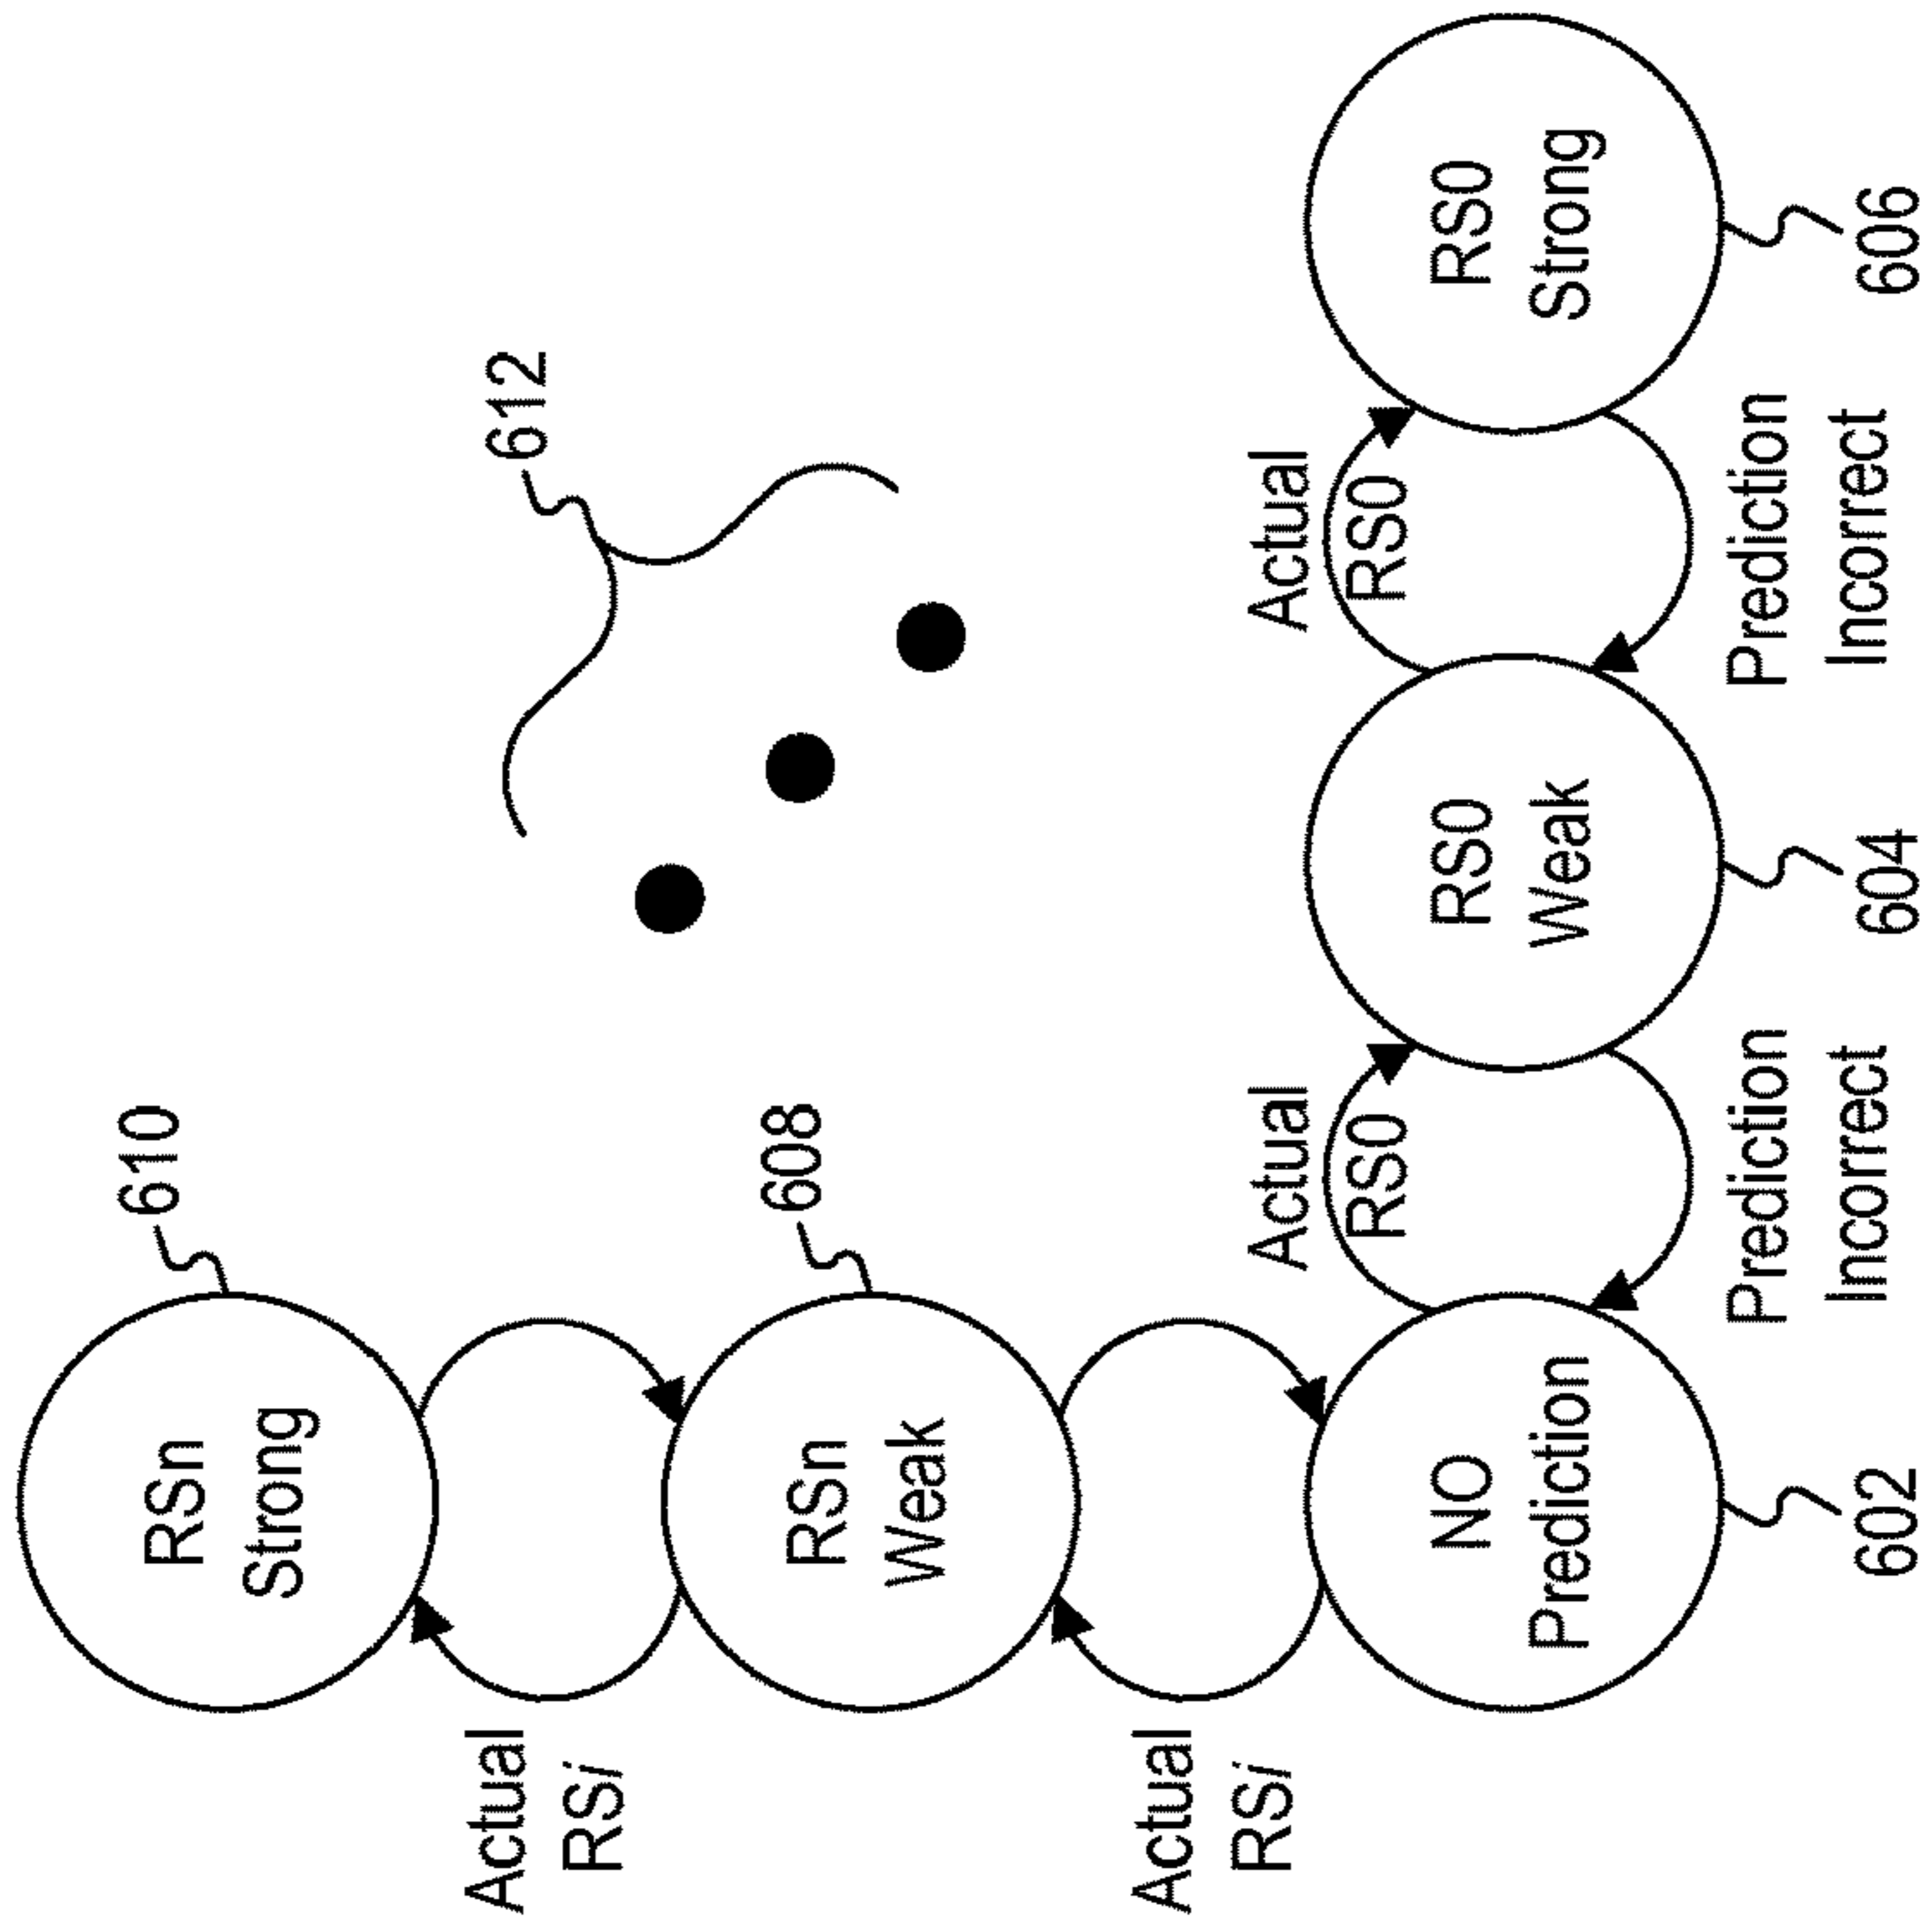 610
RSn
Strong
Actual
RSi
612
608
RSn
Weak
Actual
RSi
Actual
RS0
Actual
RS0
NO
Prediction
RS0
Weak
RS0
Strong
Prediction
Incorrect
Prediction
Incorrect
602
604
606